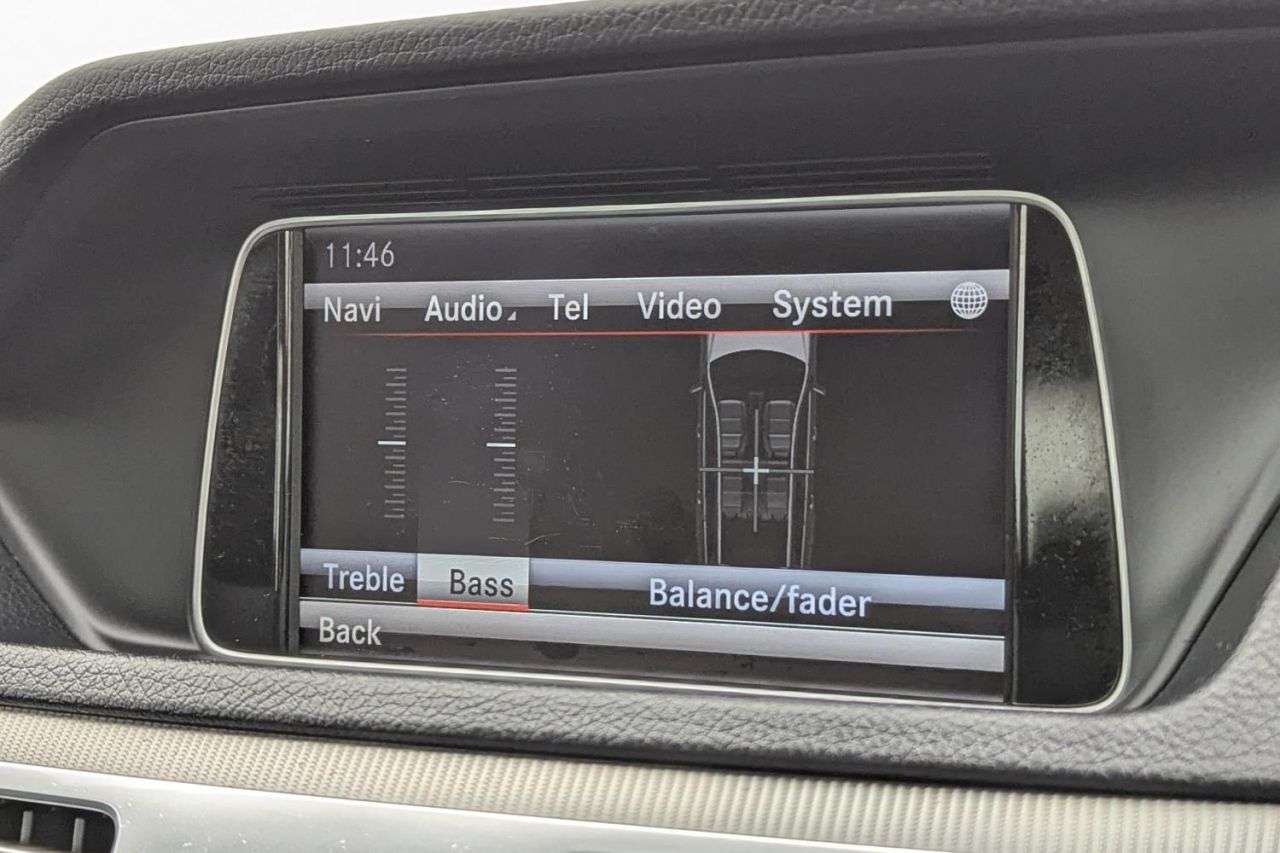 11:46
Navi Audio Tel Video System
Treble Bass Balance/fader
Back